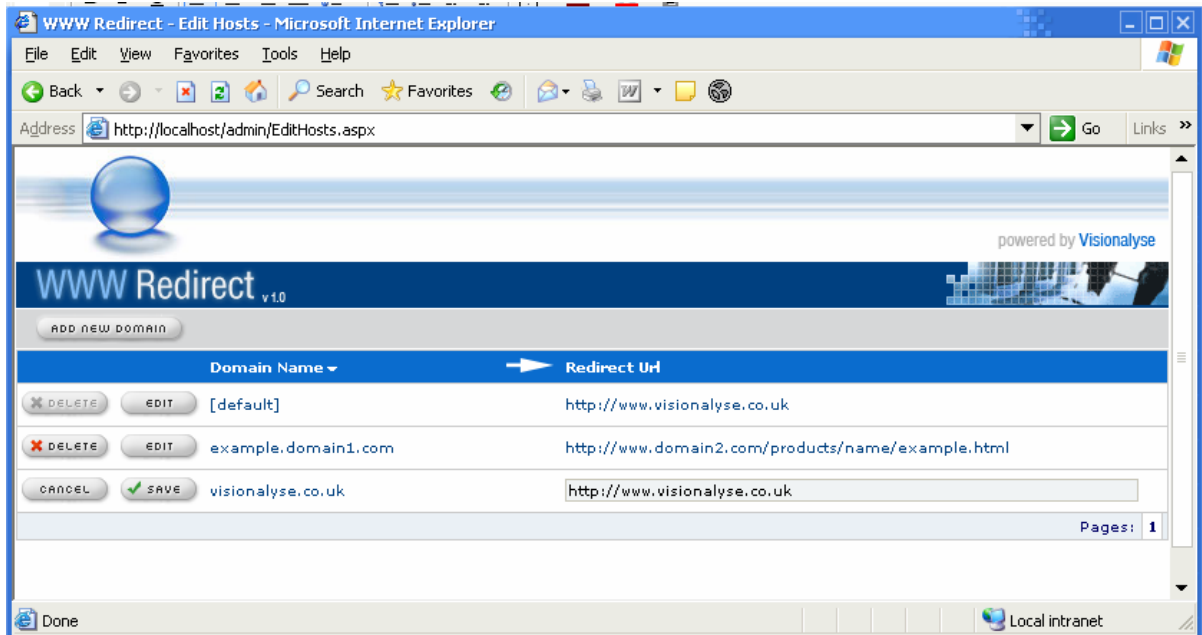 WWW Redirect - Edit Hosts - Microsoft Internet Explorer
File Edit View Favorites Tools Help
Back Search Favorites
Address http://localhost/admin/EditHosts.aspx Go Links »
powered by Visionalyse
WWW Redirect v 1.0
ADD NEW DOMAIN
Domain Name Redirect Url
DELETE EDIT [default] http://www.visionalyse.co.uk
DELETE EDIT example.domain1.com http://www.domain2.com/products/name/example.html
CANCEL SAVE visionalyse.co.uk http://www.visionalyse.co.uk
Pages: 1
Done Local intranet